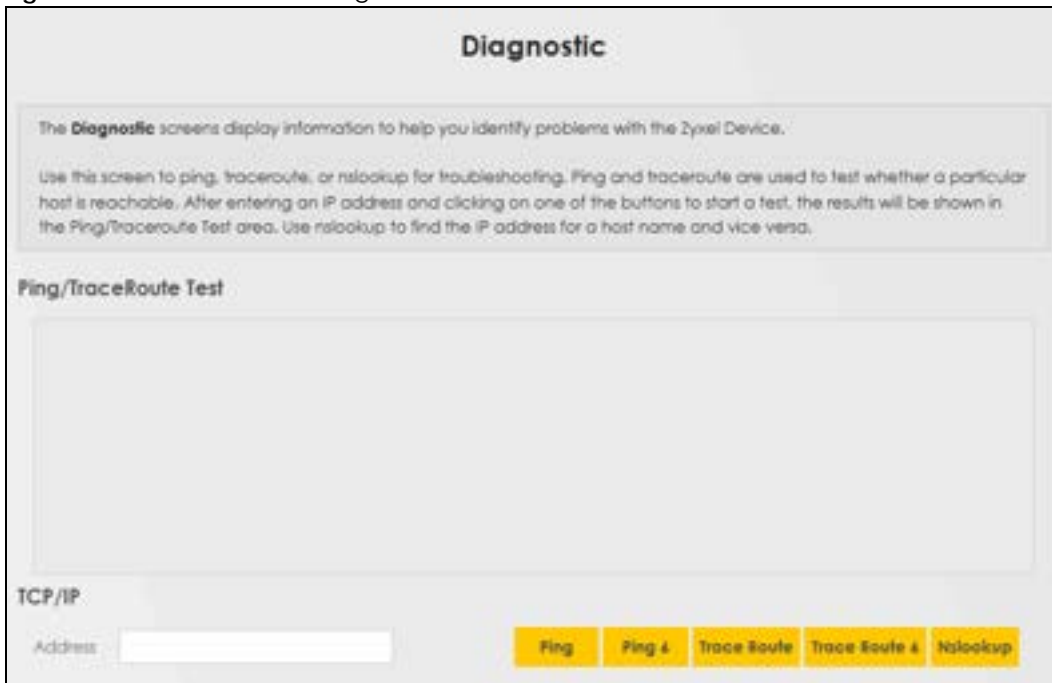 Diagnostic
The Diagnostic screens display information to help you identify problems with the Zyxel Device.
Use this screen to ping, traceroute, or nslookup for troubleshooting. Ping and traceroute are used to test whether a particular
host is reachable. After entering an IP address and clicking on one of the buttons to start a test, the results will be shown in
the Ping/Traceroute Test area. Use nslookup to find the IP address for a host name and vice versa.
Ping/TraceRoute Test
TCP/IP
Address
Ping Ping 6 Trace Route Trace Route 6 Nslookup